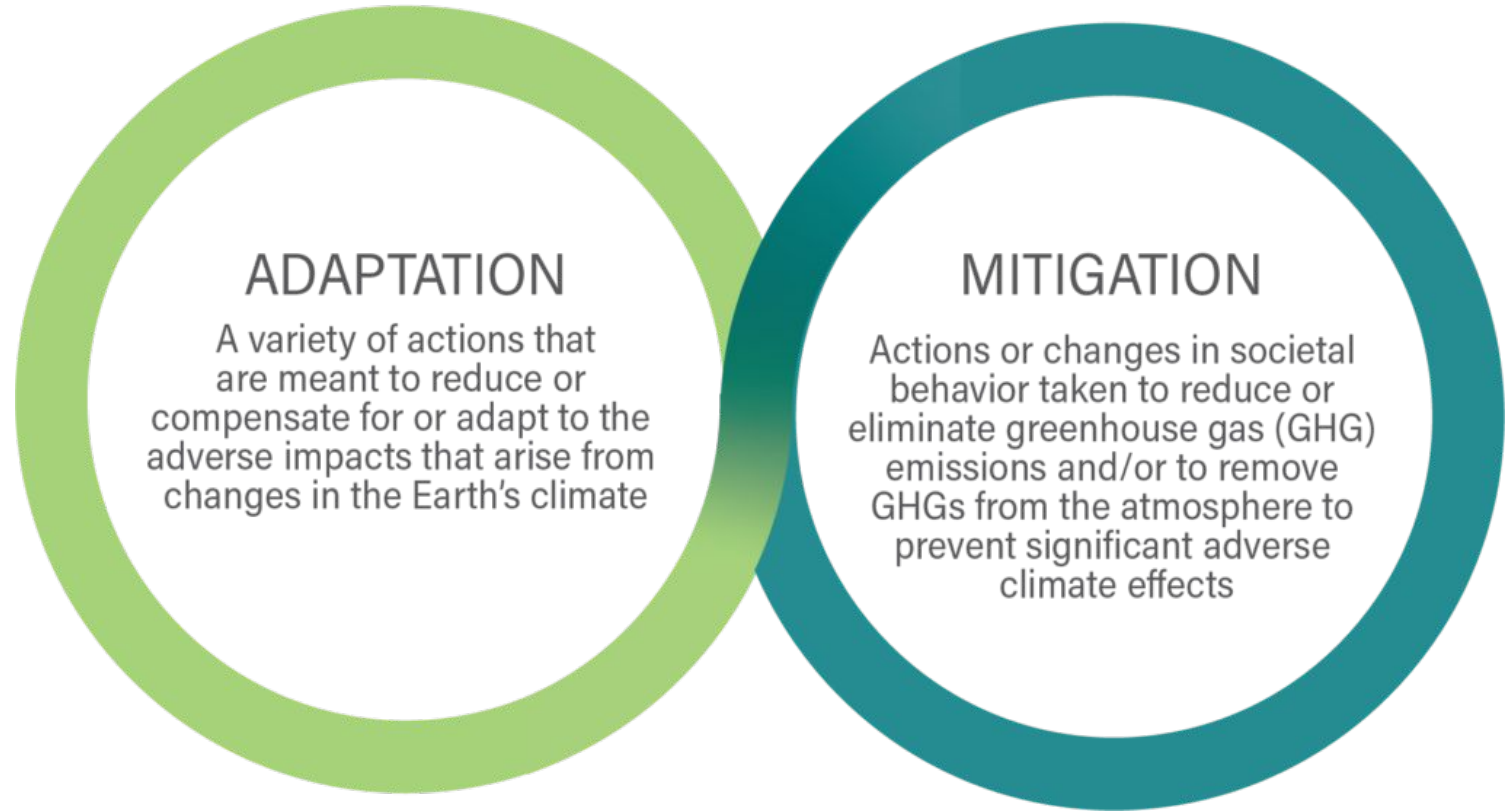 ADAPTATION
A variety of actions that
are meant to reduce or
compensate for or adapt to the
adverse impacts that arise from
changes in the Earth’s climate
MITIGATION
Actions or changes in societal
behavior taken to reduce or
eliminate greenhouse gas (GHG)
emissions and/or to remove
GHGs from the atmosphere to
prevent significant adverse
climate effects